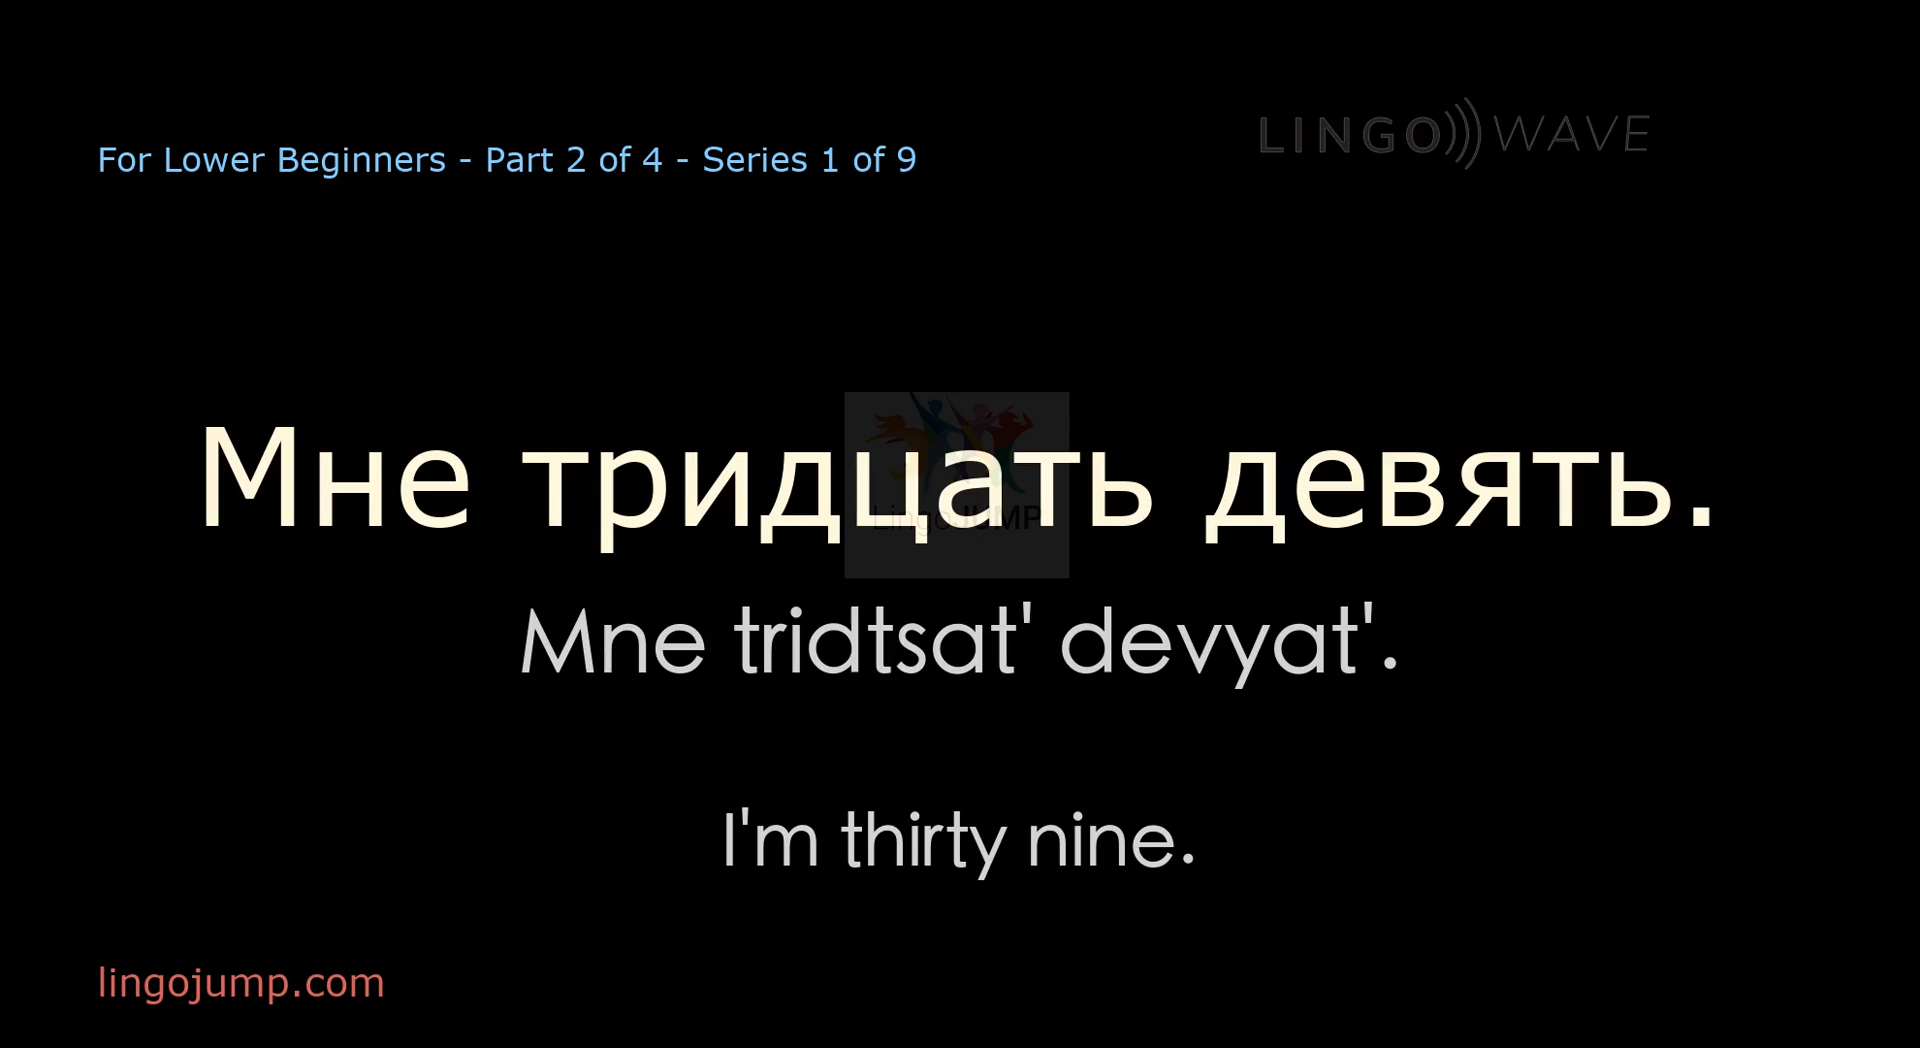 For Lower Beginners - Part 2 of 4 - Series 1 of 9
LINGO WAVE
Мне тридцать девять.
LingoJUMP
Mne tridtsat' devyat'.
I'm thirty nine.
lingojump.com